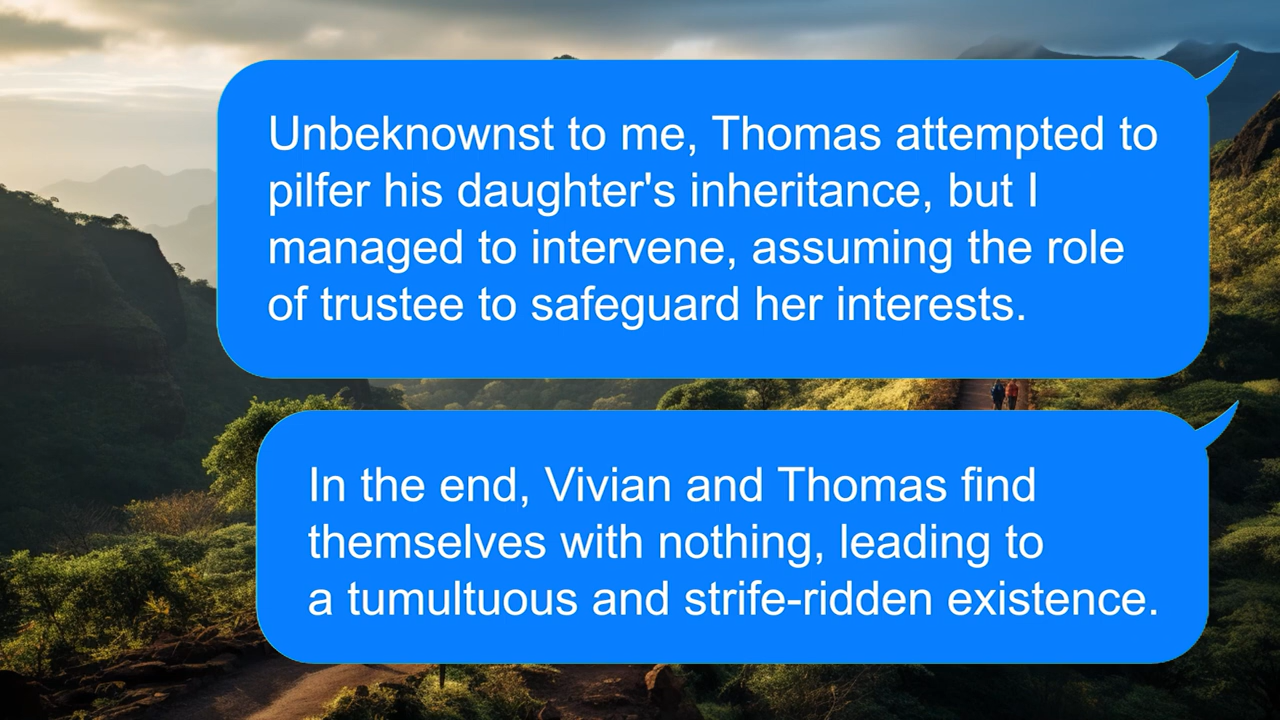 Unbeknownst to me, Thomas attempted to
pilfer his daughter's inheritance, but I
managed to intervene, assuming the role
of trustee to safeguard her interests.
In the end, Vivian and Thomas find
themselves with nothing, leading to
a tumultuous and strife-ridden existence.